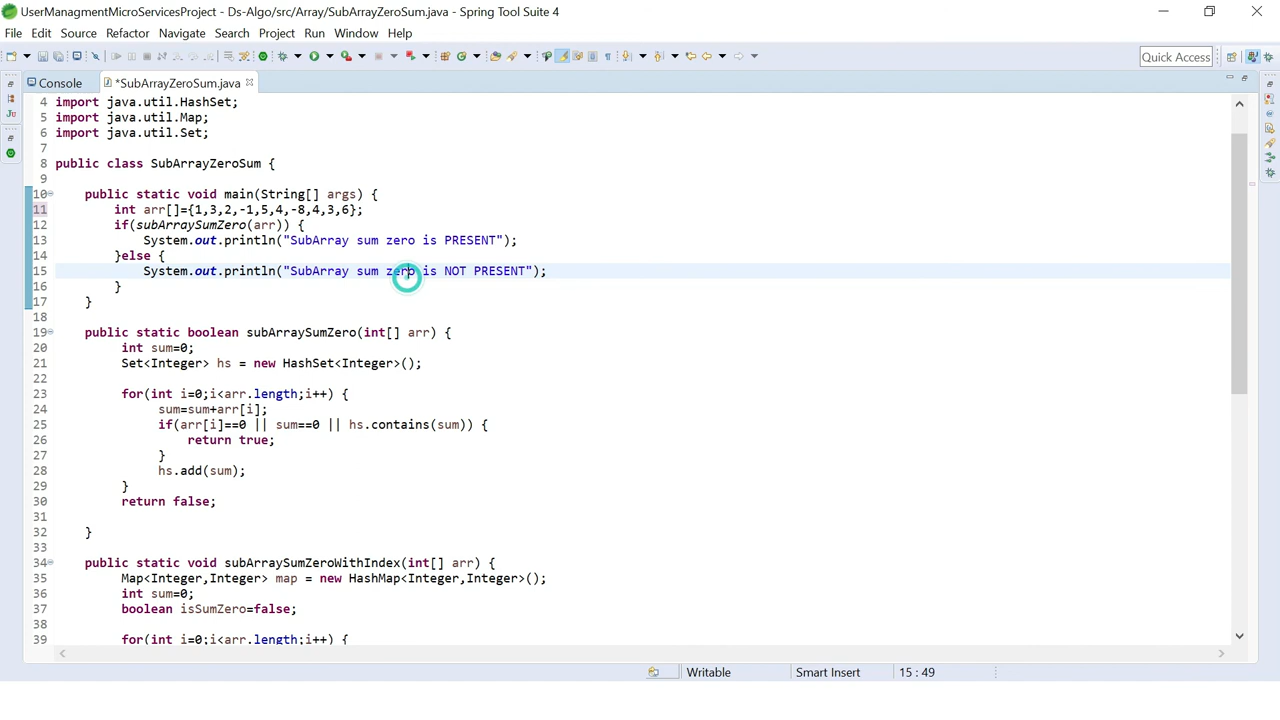 UserManagmentMicroServicesProject - Ds-Algo/src/Array/SubArrayZeroSum.java - Spring Tool Suite 4
File Edit Source Refactor Navigate Search Project Run Window Help
Quick Access
Console *SubArrayZeroSum.java
4 import java.util.HashSet;
5 import java.util.Map;
6 import java.util.Set;
7
8 public class SubArrayZeroSum {
9
10 public static void main(String[] args) {
11 int arr[]={1,3,2,-1,5,4,-8,4,3,6};
12 if(subArraySumZero(arr)) {
13 System.out.println("SubArray sum zero is PRESENT");
14 }else {
15 System.out.println("SubArray sum zero is NOT PRESENT");
16 }
17 }
18
19 public static boolean subArraySumZero(int[] arr) {
20 int sum=0;
21 Set<Integer> hs = new HashSet<Integer>();
22
23 for(int i=0;i<arr.length;i++) {
24 sum=sum+arr[i];
25 if(arr[i]==0 || sum==0 || hs.contains(sum)) {
26 return true;
27 }
28 hs.add(sum);
29 }
30 return false;
31
32 }
33
34 public static void subArraySumZeroWithIndex(int[] arr) {
35 Map<Integer,Integer> map = new HashMap<Integer,Integer>();
36 int sum=0;
37 boolean isSumZero=false;
38
39 for(int i=0;i<arr.length;i++) {
Writable Smart Insert 15 : 49